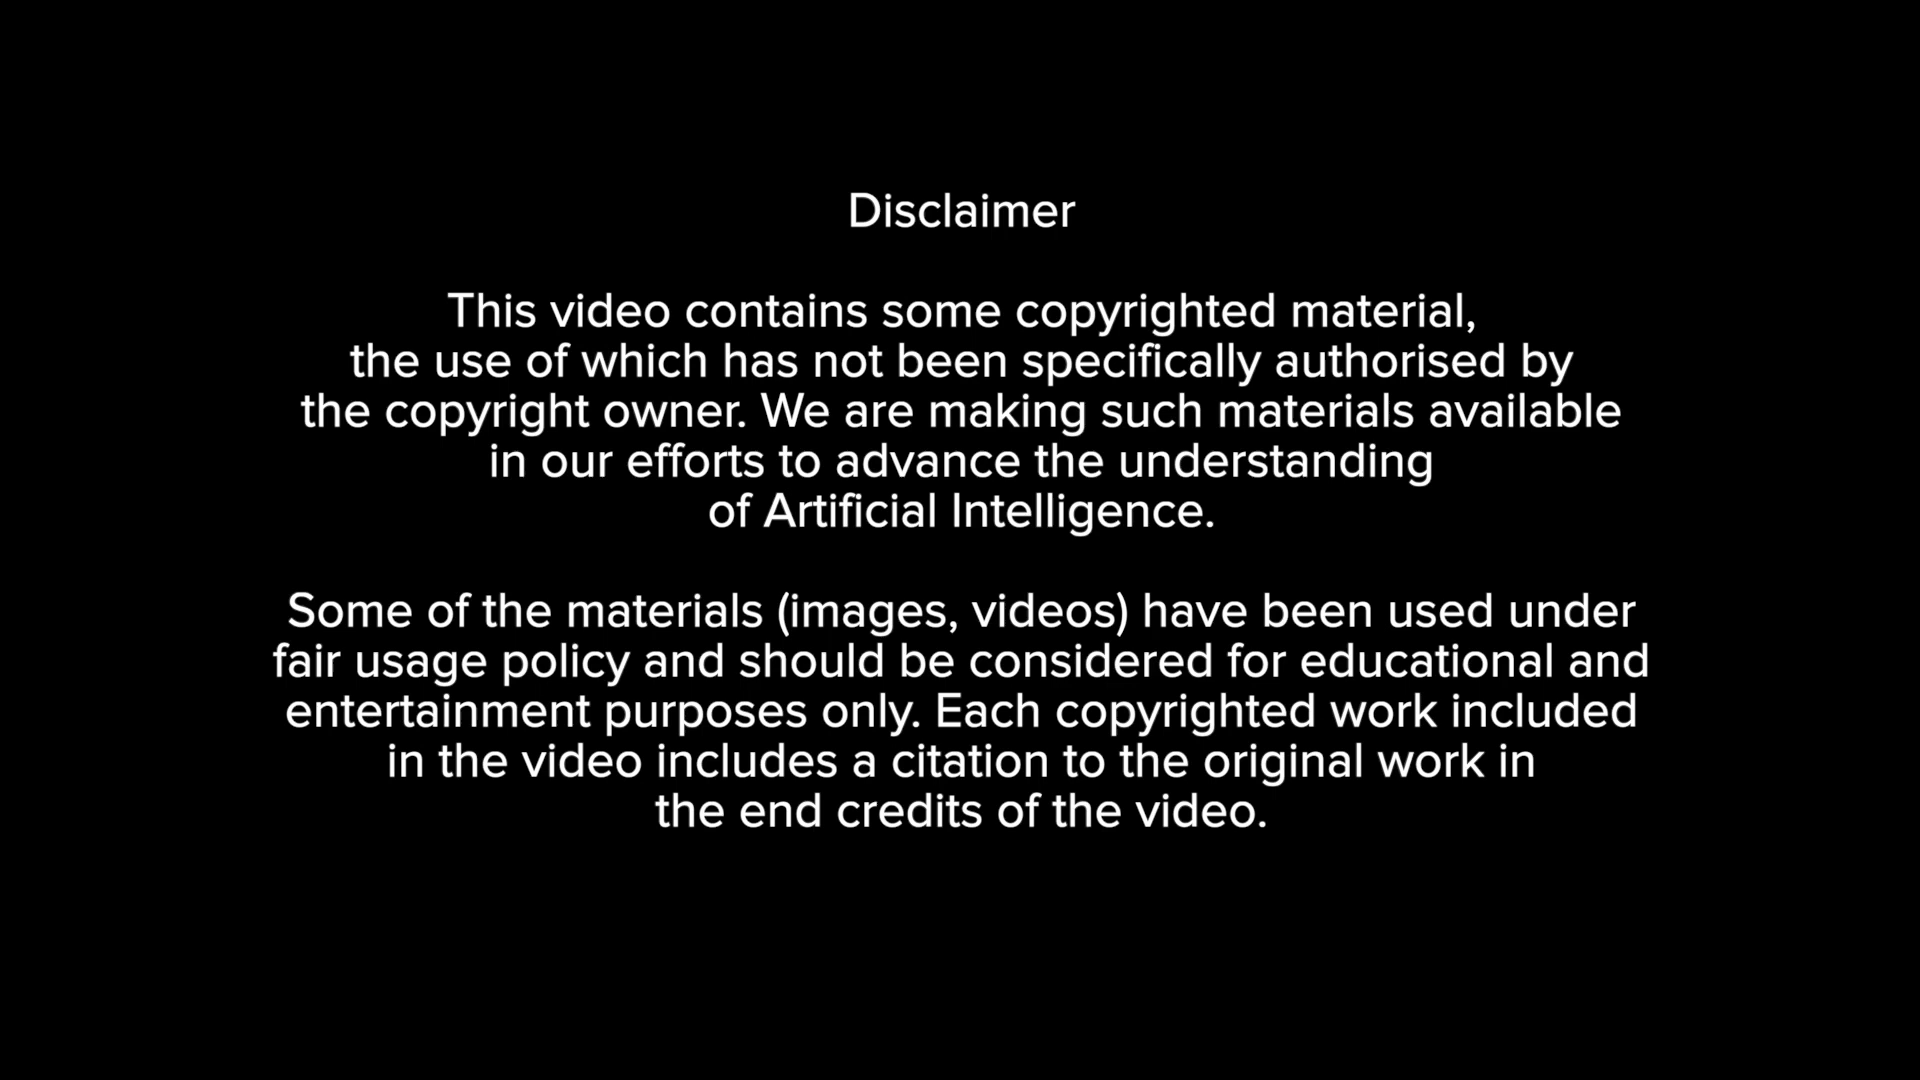 Disclaimer
This video contains some copyrighted material,
the use of which has not been specifically authorised by
the copyright owner. We are making such materials available
in our efforts to advance the understanding
of Artificial Intelligence.
Some of the materials (images, videos) have been used under
fair usage policy and should be considered for educational and
entertainment purposes only. Each copyrighted work included
in the video includes a citation to the original work in
the end credits of the video.